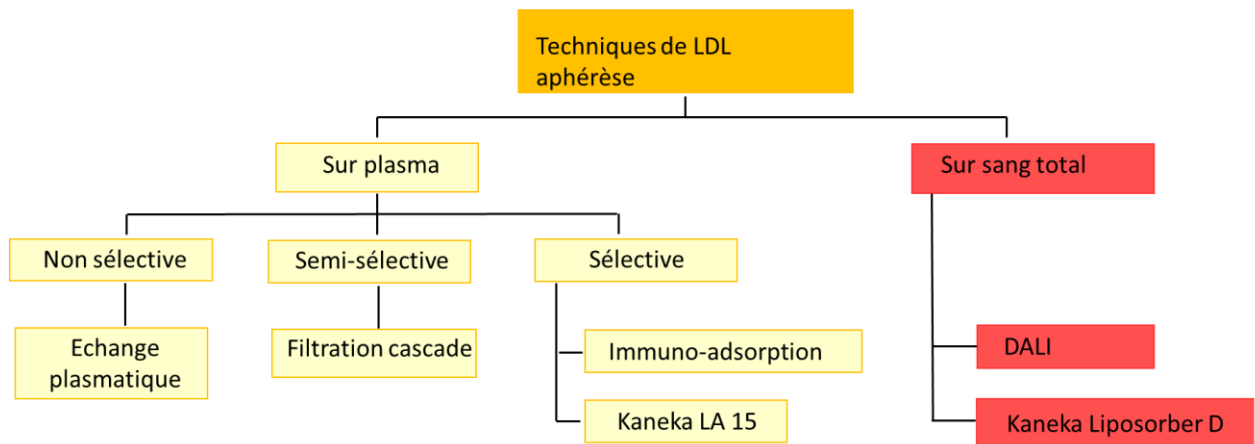 Techniques de LDL
aphérèse
Sur plasma
Sur sang total
Non sélective
Semi-sélective
Sélective
Echange
plasmatique
Filtration cascade
Immuno-adsorption
Kaneka LA 15
DALI
Kaneka Liposorber D